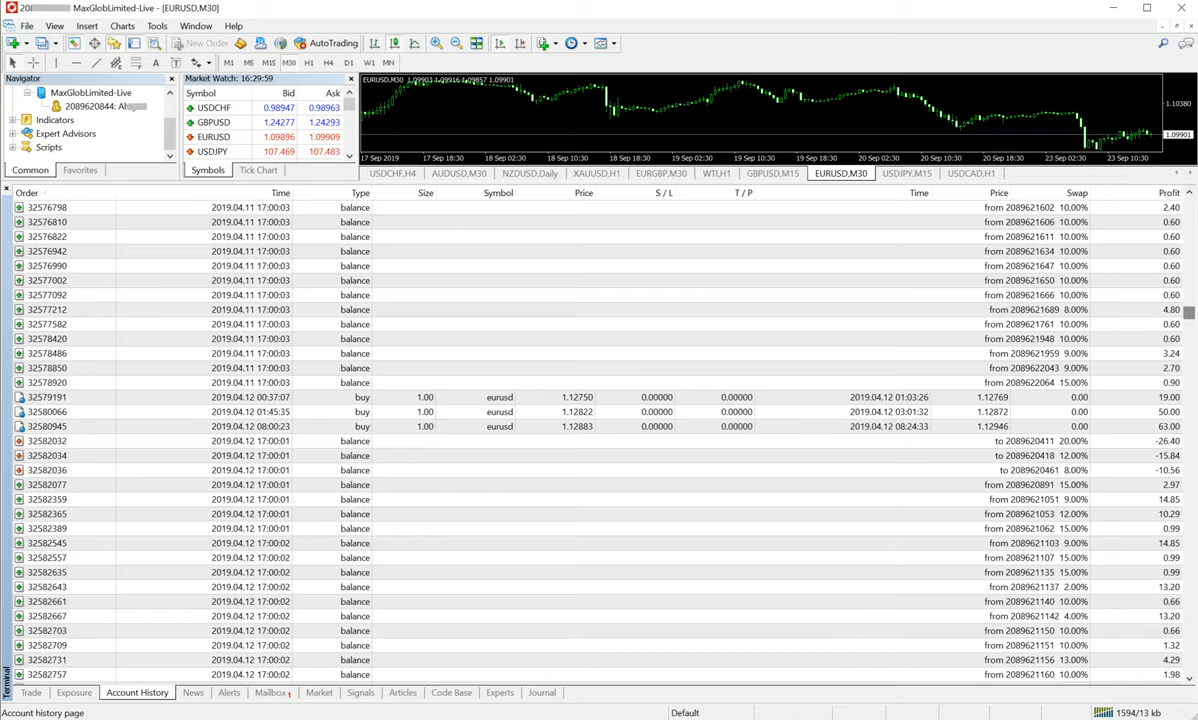 208 MaxGlobLimited-Live - [EURUSD,M30]
File View Insert Charts Tools Window Help
New Order AutoTrading
A T M1 M5 M15 M30 H1 H4 D1 W1 MN
Navigator
MaxGlobLimited-Live
2089620844:
Indicators
Expert Advisors
Scripts
Common Favorites
Market Watch: 16:29:59
Symbol Bid Ask
USDCHF 0.98947 0.98963
GBPUSD 1.24277 1.24293
EURUSD 1.09896 1.09909
USDJPY 107.469 107.483
Symbols Tick Chart
EURUSD,M30 1.09903 1.09916 1.09857 1.09901
1.10380
1.09901
17 Sep 2019 17 Sep 18:30 18 Sep 02:30 18 Sep 10:30 18 Sep 18:30 19 Sep 02:30 19 Sep 10:30 19 Sep 18:30 20 Sep 02:30 20 Sep 10:30 20 Sep 18:30 23 Sep 02:30 23 Sep 10:30
USDCHF,H4 AUDUSD,M30 NZDUSD,Daily XAUUSD,H1 EURGBP,M30 WTI,H1 GBPUSD,M15 EURUSD,M30 USDJPY,M15 USDCAD,H1
Order Time Type Size Symbol Price S / L T / P Time Price Swap Profit
32576798 2019.04.11 17:00:03 balance from 2089621602 10.00% 2.40
32576810 2019.04.11 17:00:03 balance from 2089621606 10.00% 0.60
32576822 2019.04.11 17:00:03 balance from 2089621611 10.00% 0.60
32576942 2019.04.11 17:00:03 balance from 2089621634 10.00% 0.60
32576990 2019.04.11 17:00:03 balance from 2089621647 10.00% 0.60
32577002 2019.04.11 17:00:03 balance from 2089621650 10.00% 0.60
32577092 2019.04.11 17:00:03 balance from 2089621666 10.00% 0.60
32577212 2019.04.11 17:00:03 balance from 2089621689 8.00% 4.80
32577582 2019.04.11 17:00:03 balance from 2089621761 10.00% 0.60
32578420 2019.04.11 17:00:03 balance from 2089621948 10.00% 0.60
32578486 2019.04.11 17:00:03 balance from 2089621959 9.00% 3.24
32578850 2019.04.11 17:00:03 balance from 2089622043 9.00% 2.70
32578920 2019.04.11 17:00:03 balance from 2089622064 15.00% 0.90
32579191 2019.04.12 00:37:07 buy 1.00 eurusd 1.12750 0.00000 0.00000 2019.04.12 01:03:26 1.12769 0.00 19.00
32580066 2019.04.12 01:45:35 buy 1.00 eurusd 1.12822 0.00000 0.00000 2019.04.12 03:01:32 1.12872 0.00 50.00
32580945 2019.04.12 08:00:23 buy 1.00 eurusd 1.12883 0.00000 0.00000 2019.04.12 08:24:33 1.12946 0.00 63.00
32582032 2019.04.12 17:00:01 balance to 2089620411 20.00% -26.40
32582034 2019.04.12 17:00:01 balance to 2089620418 12.00% -15.84
32582036 2019.04.12 17:00:01 balance to 2089620461 8.00% -10.56
32582077 2019.04.12 17:00:01 balance from 2089620891 15.00% 2.97
32582359 2019.04.12 17:00:01 balance from 2089621051 9.00% 14.85
32582365 2019.04.12 17:00:01 balance from 2089621053 12.00% 10.29
32582389 2019.04.12 17:00:01 balance from 2089621062 15.00% 0.99
32582545 2019.04.12 17:00:02 balance from 2089621103 9.00% 14.85
32582557 2019.04.12 17:00:02 balance from 2089621107 15.00% 0.99
32582635 2019.04.12 17:00:02 balance from 2089621135 15.00% 0.99
32582643 2019.04.12 17:00:02 balance from 2089621137 2.00% 13.20
32582661 2019.04.12 17:00:02 balance from 2089621140 10.00% 0.66
32582667 2019.04.12 17:00:02 balance from 2089621142 4.00% 13.20
32582703 2019.04.12 17:00:02 balance from 2089621150 10.00% 0.66
32582709 2019.04.12 17:00:02 balance from 2089621151 10.00% 1.32
32582731 2019.04.12 17:00:02 balance from 2089621156 13.00% 4.29
32582757 2019.04.12 17:00:02 balance from 2089621160 10.00% 1.98
Terminal
Trade Exposure Account History News Alerts Mailbox 1 Market Signals Articles Code Base Experts Journal
Account history page Default 1594/13 kb